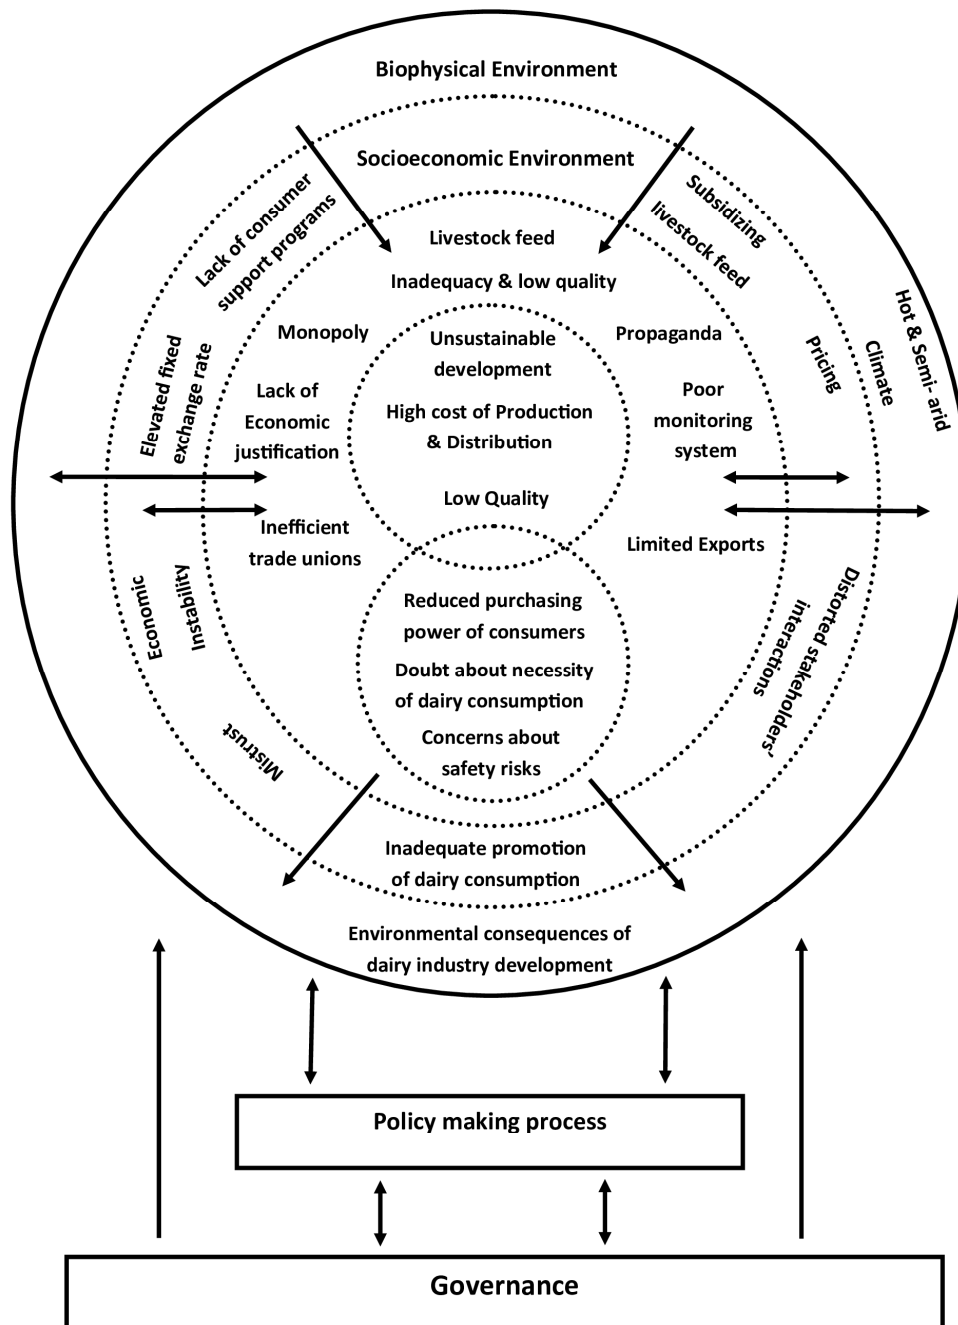 Biophysical Environment
Socioeconomic Environment
Lack of consumer
support programs
Subsidizing
livestock feed
Livestock feed
Inadequacy & low quality
Monopoly
Propaganda
Unsustainable
development
Elevated fixed
exchange rate
Pricing
Climate
Hot & Semi- arid
Lack of
Economic
justification
High cost of Production
& Distribution
Poor
monitoring
system
Low Quality
Inefficient
trade unions
Limited Exports
Economic
Instability
Reduced purchasing
power of consumers
Distorted stakeholders’
interactions
Doubt about necessity
of dairy consumption
Mistrust
Concerns about
safety risks
Inadequate promotion
of dairy consumption
Environmental consequences of
dairy industry development
Policy making process
Governance